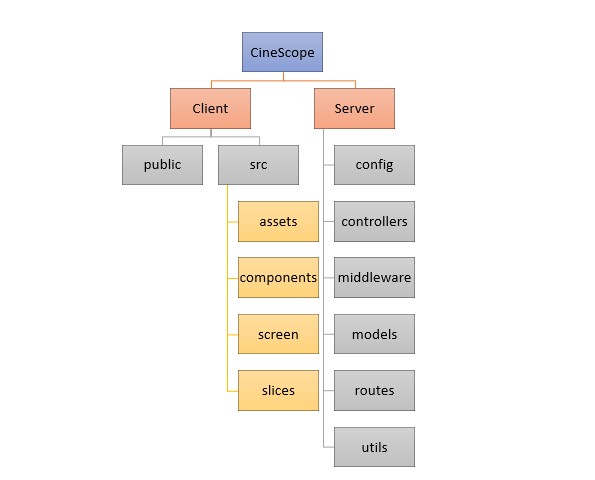 CineScope
Client
Server
public
src
config
assets
controllers
components
middleware
screen
models
slices
routes
utils